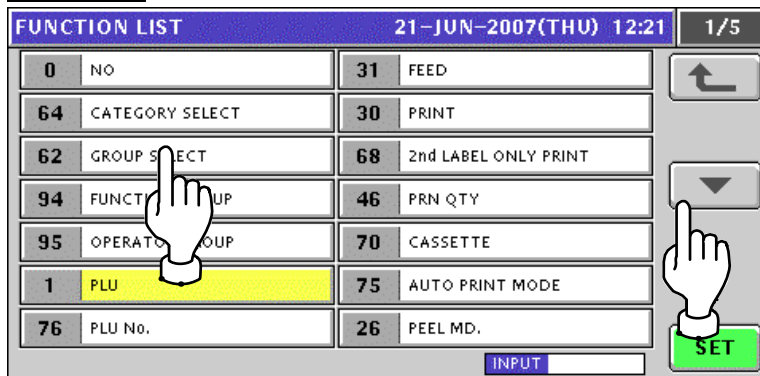 FUNCTION LIST 21-JUN-2007(THU) 12:21 1/5
0 NO 31 FEED
64 CATEGORY SELECT 30 PRINT
62 GROUP 68 2nd LABEL ONLY PRINT
94 46 PRN QTY
95 70 CASSETTE
1 PLU 75 AUTO PRINT MODE
76 PLU No. 26 PEEL MD.
INPUT SET